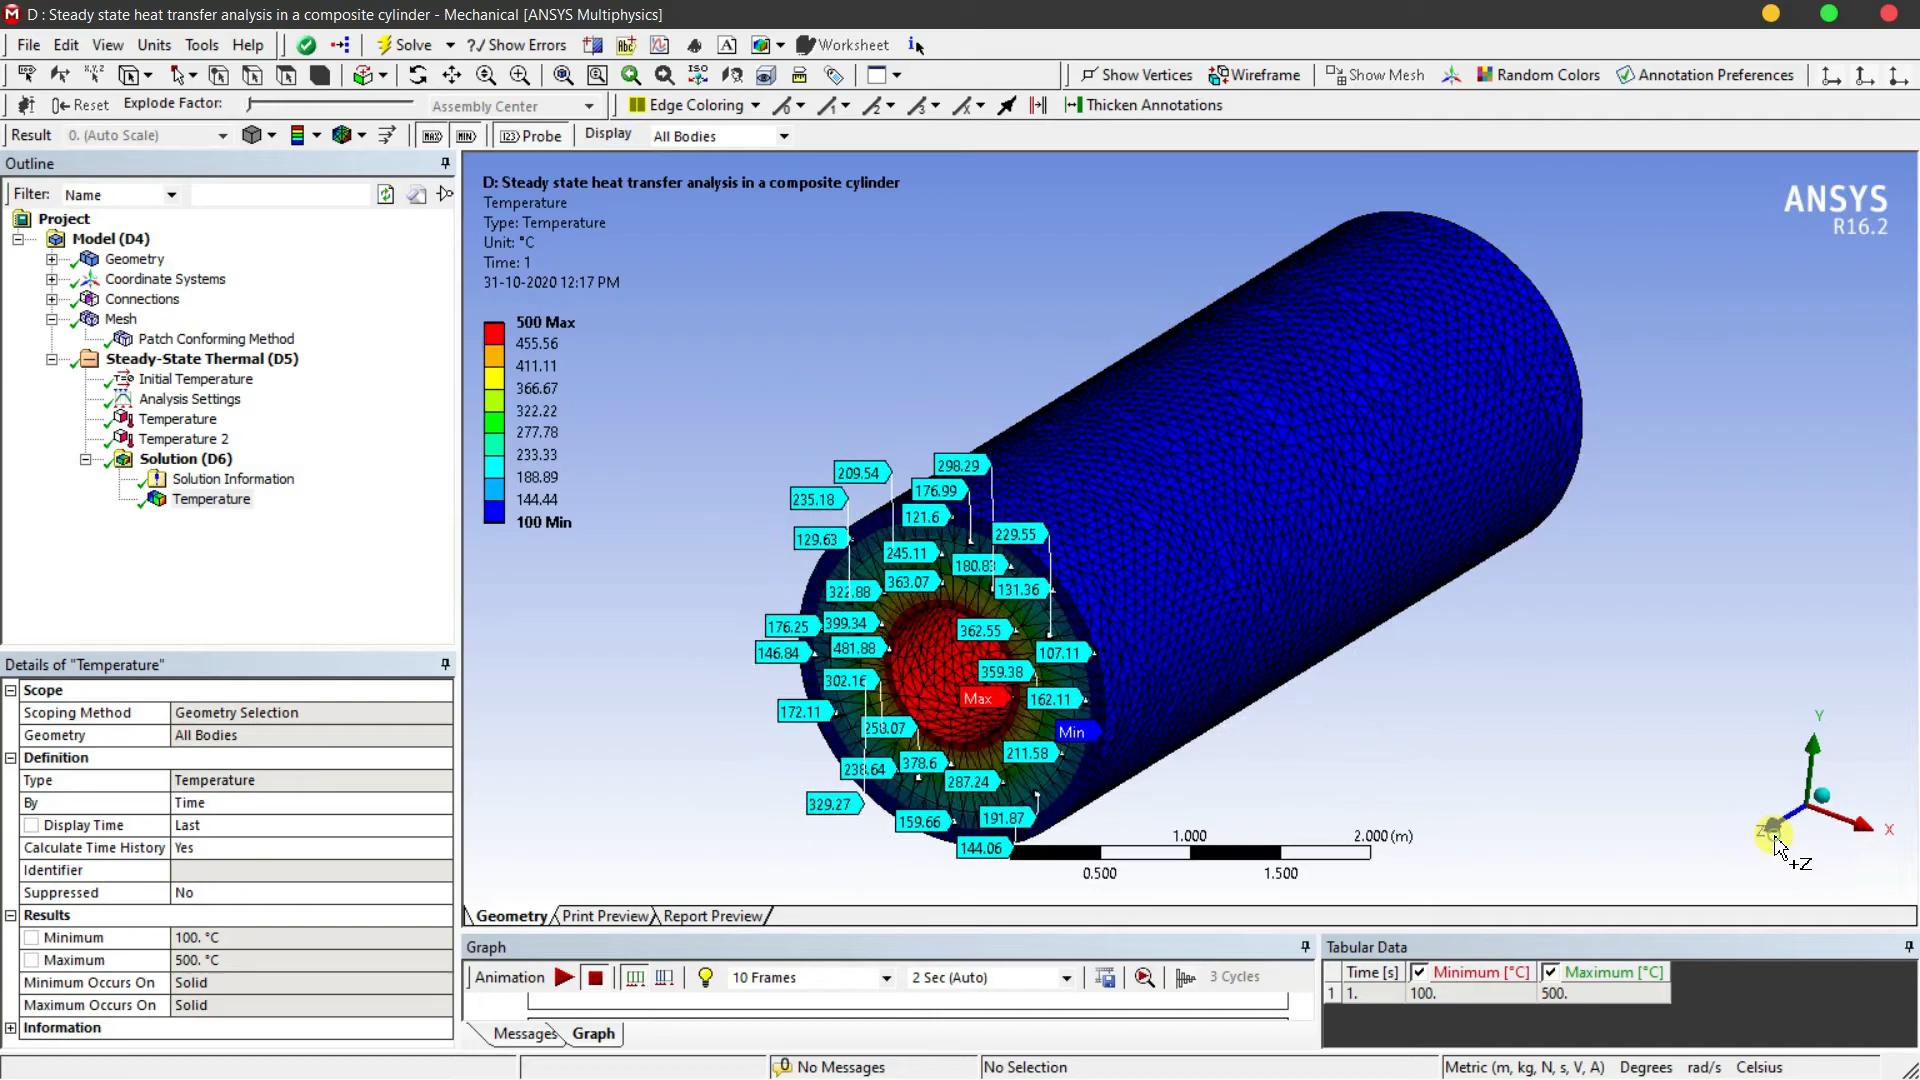 D : Steady state heat transfer analysis in a composite cylinder - Mechanical [ANSYS Multiphysics]
File Edit View Units Tools Help Solve ?/ Show Errors Worksheet
Show Vertices Wireframe Show Mesh Random Colors Annotation Preferences
Reset Explode Factor: Assembly Center Edge Coloring Thicken Annotations
Result 0. (Auto Scale) MAX MIN Probe Display All Bodies
Outline
Filter: Name
Project
Model (D4)
Geometry
Coordinate Systems
Connections
Mesh
Patch Conforming Method
Steady-State Thermal (D5)
Initial Temperature
Analysis Settings
Temperature
Temperature 2
Solution (D6)
Solution Information
Temperature
Details of "Temperature"
Scope
Scoping Method Geometry Selection
Geometry All Bodies
Definition
Type Temperature
By Time
Display Time Last
Calculate Time History Yes
Identifier
Suppressed No
Results
Minimum 100. °C
Maximum 500. °C
Minimum Occurs On Solid
Maximum Occurs On Solid
Information
D: Steady state heat transfer analysis in a composite cylinder
Temperature
Type: Temperature
Unit: °C
Time: 1
31-10-2020 12:17 PM
ANSYS
R16.2
500 Max
455.56
411.11
366.67
322.22
277.78
233.33
188.89
144.44
100 Min
298.29
209.54
176.99
235.18
121.6
229.55
129.63
245.11
180.83
363.07
131.36
322.88
399.34
176.25
362.55
481.88
146.84
107.11
359.38
302.16
Max
162.11
172.11
258.07
Min
211.58
378.6
238.64
287.24
329.27
191.87
159.66
144.06
1.000 2.000 (m)
0.500 1.500
Y
X
Z
+Z
Geometry Print Preview Report Preview
Graph
Animation 10 Frames 2 Sec (Auto) 3 Cycles
Messages Graph
Tabular Data
Time [s] Minimum [°C] Maximum [°C]
1 1. 100. 500.
No Messages No Selection Metric (m, kg, N, s, V, A) Degrees rad/s Celsius